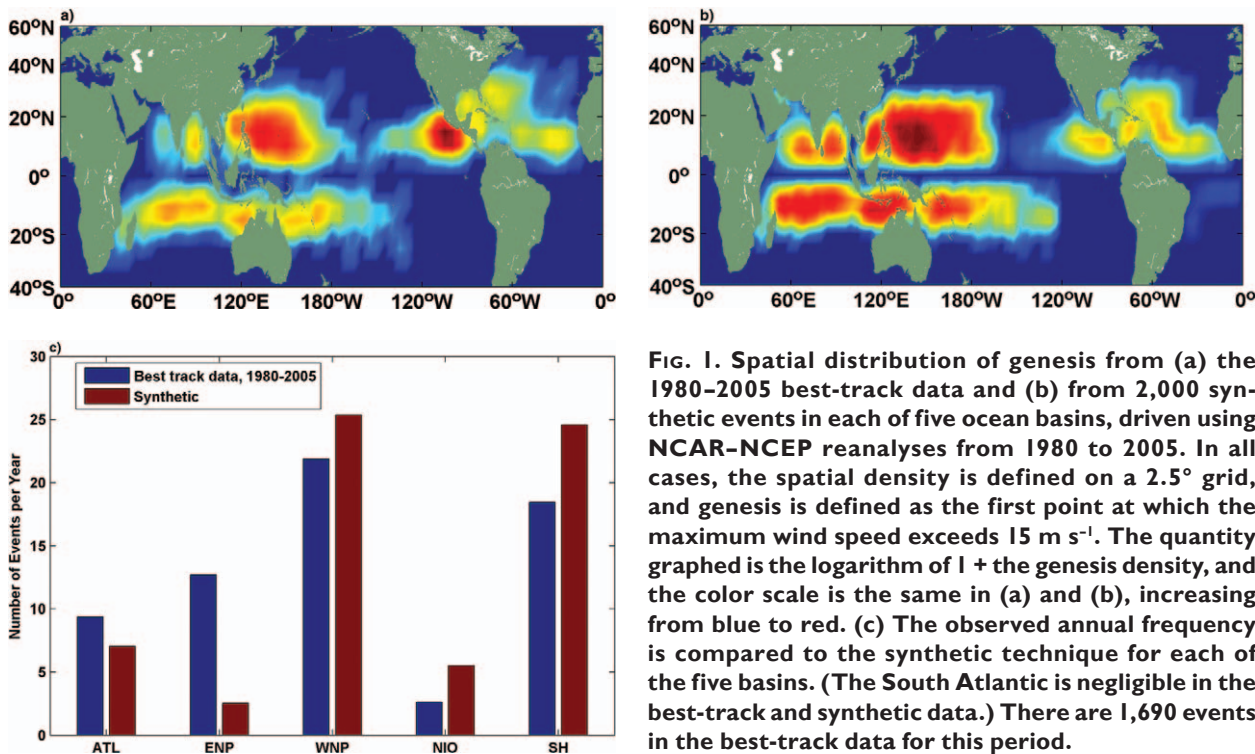 a)
60°N
40°N
20°N
0°
20°S
40°S
0° 60°E 120°E 180°W 120°W 60°W 0°
b)
60°N
40°N
20°N
0°
20°S
40°S
0° 60°E 120°E 180°W 120°W 60°W 0°
c)
30
25
20
15
10
5
0
Number of Events per Year
Best track data, 1980-2005
Synthetic
ATL ENP WNP NIO SH
FIG. 1. Spatial distribution of genesis from (a) the
1980–2005 best-track data and (b) from 2,000 syn-
thetic events in each of five ocean basins, driven using
NCAR–NCEP reanalyses from 1980 to 2005. In all
cases, the spatial density is defined on a 2.5° grid,
and genesis is defined as the first point at which the
maximum wind speed exceeds 15 m s⁻¹. The quantity
graphed is the logarithm of 1 + the genesis density, and
the color scale is the same in (a) and (b), increasing
from blue to red. (c) The observed annual frequency
is compared to the synthetic technique for each of
the five basins. (The South Atlantic is negligible in the
best-track and synthetic data.) There are 1,690 events
in the best-track data for this period.